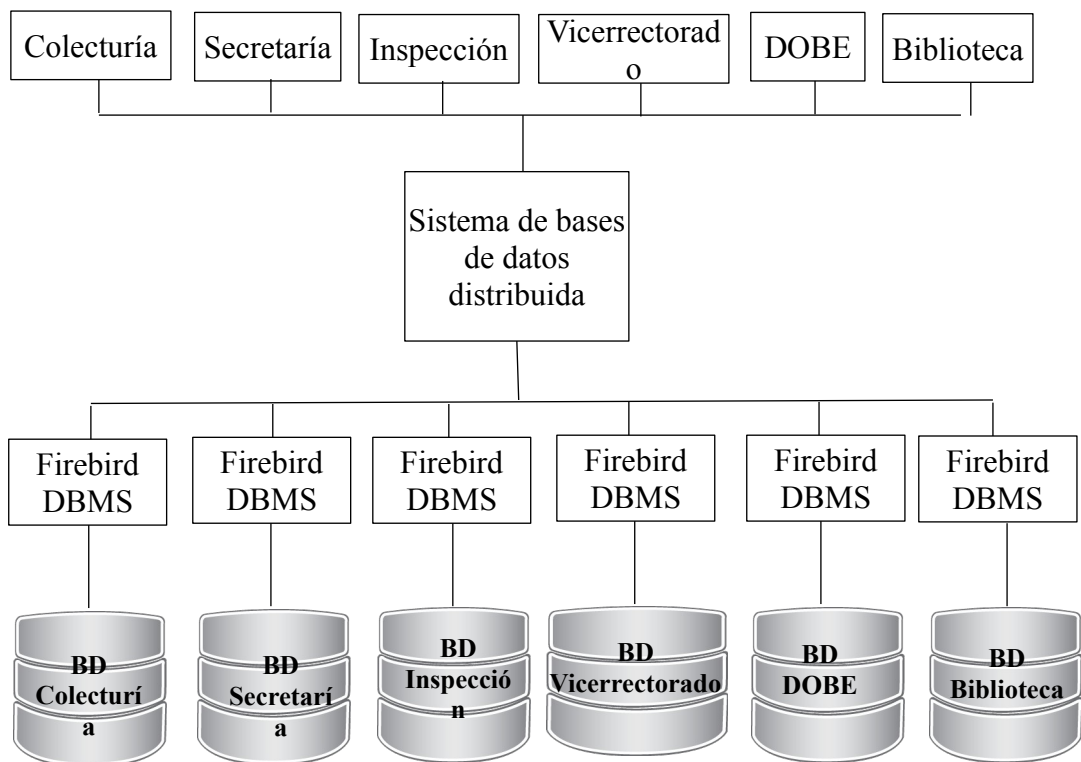 Colecturía
Secretaría
Inspección
Vicerrectorad
o
DOBE
Biblioteca
Sistema de bases
de datos
distribuida
Firebird
DBMS
Firebird
DBMS
Firebird
DBMS
Firebird
DBMS
Firebird
DBMS
Firebird
DBMS
BD
Colecturí
a
BD
Secretarí
a
BD
Inspecció
n
BD
Vicerrectorado
BD
DOBE
BD
Biblioteca